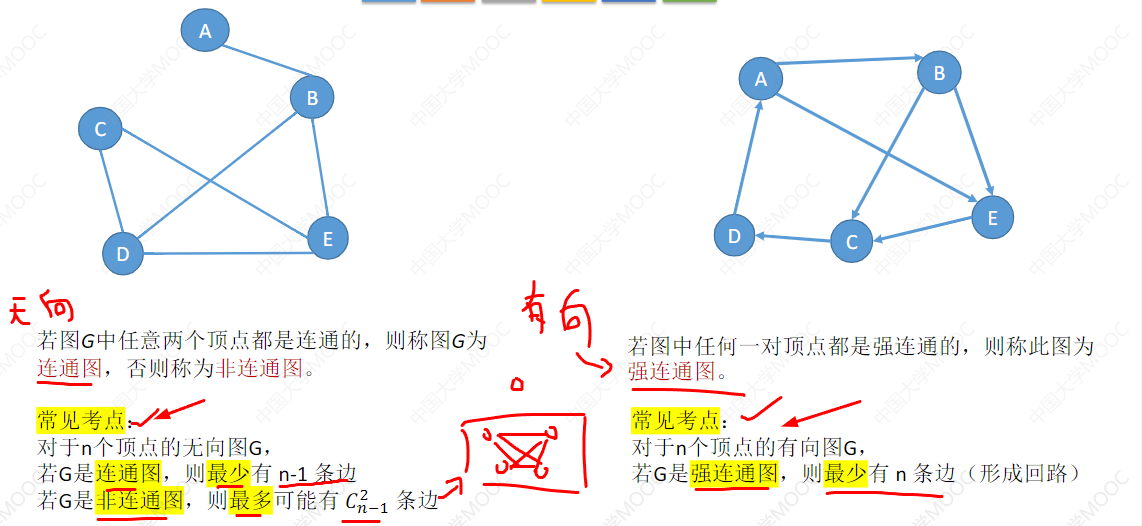 A
B
C
D
E
A
B
C
D
E
无向
有向
若图G中任意两个顶点都是连通的，则称图G为
连通图，否则称为非连通图。
常见考点：
对于n个顶点的无向图G，
若G是连通图，则最少有 n-1 条边
若G是非连通图，则最多可能有 C²ₙ₋₁ 条边
若图中任何一对顶点都是强连通的，则称此图为
强连通图。
常见考点：
对于n个顶点的有向图G，
若G是强连通图，则最少有 n 条边（形成回路）
中国大学MOOC